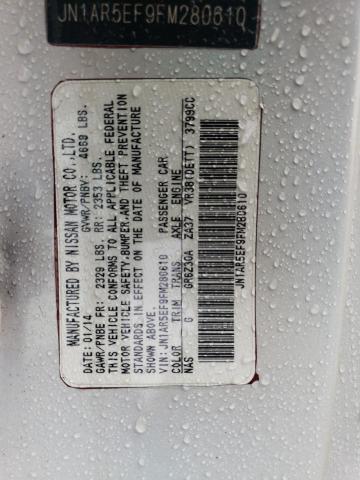 JN1AR5EF9FM280610
MANUFACTURED BY NISSAN MOTOR CO.,LTD.
DATE:01/14 GVWR/PNBV: 4669 LBS.
GAWR/PNBE FR: 2329 LBS. RR: 2353 LBS.
THIS VEHICLE CONFORMS TO ALL APPLICABLE FEDERAL
MOTOR VEHICLE SAFETY,BUMPER,AND THEFT PREVENTION
STANDARDS IN EFFECT ON THE DATE OF MANUFACTURE
SHOWN ABOVE.
VIN:JN1AR5EF9FM280610 PASSENGER CAR
COLOR TRIM TRANS AXLE ENGINE
NAS G GR6Z30A ZA37 VR38(DETT) 3799CC
JN1AR5EF9FM280610